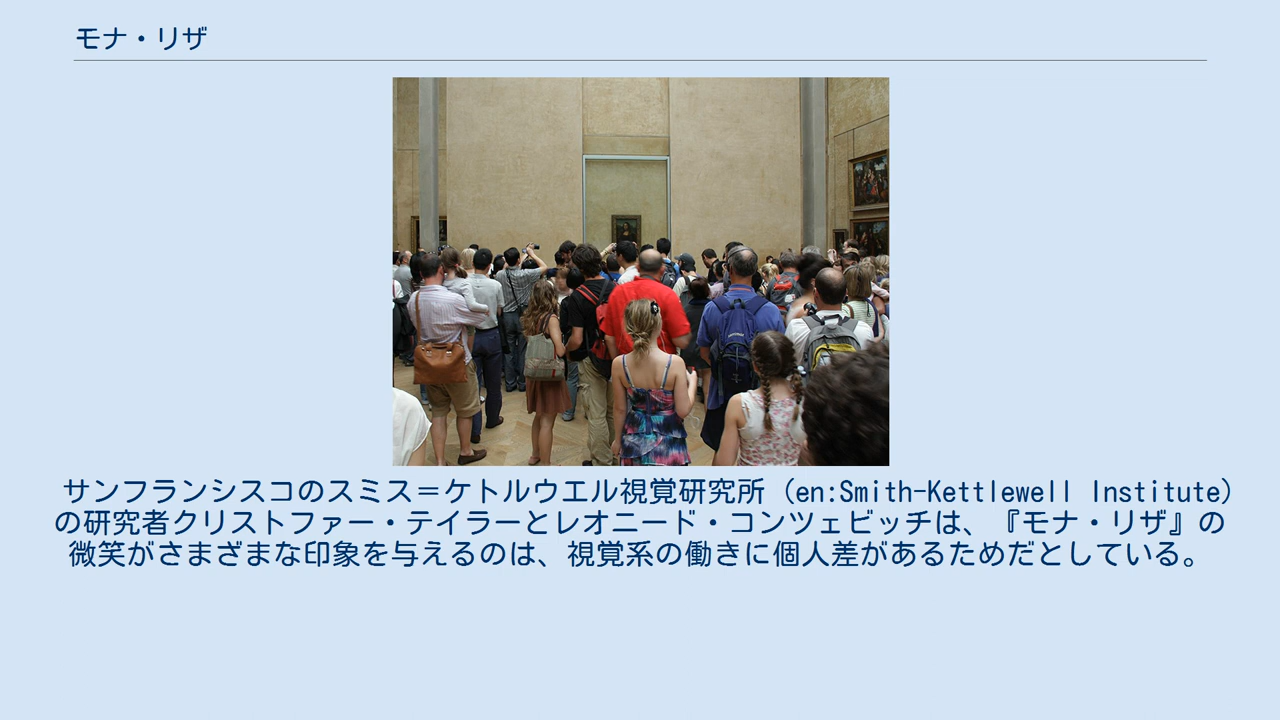 モナ・リザ
サンフランシスコのスミス＝ケトルウエル視覚研究所（en:Smith-Kettlewell Institute）
の研究者クリストファー・テイラーとレオニード・コンツェビッチは、『モナ・リザ』の
微笑がさまざまな印象を与えるのは、視覚系の働きに個人差があるためだとしている。